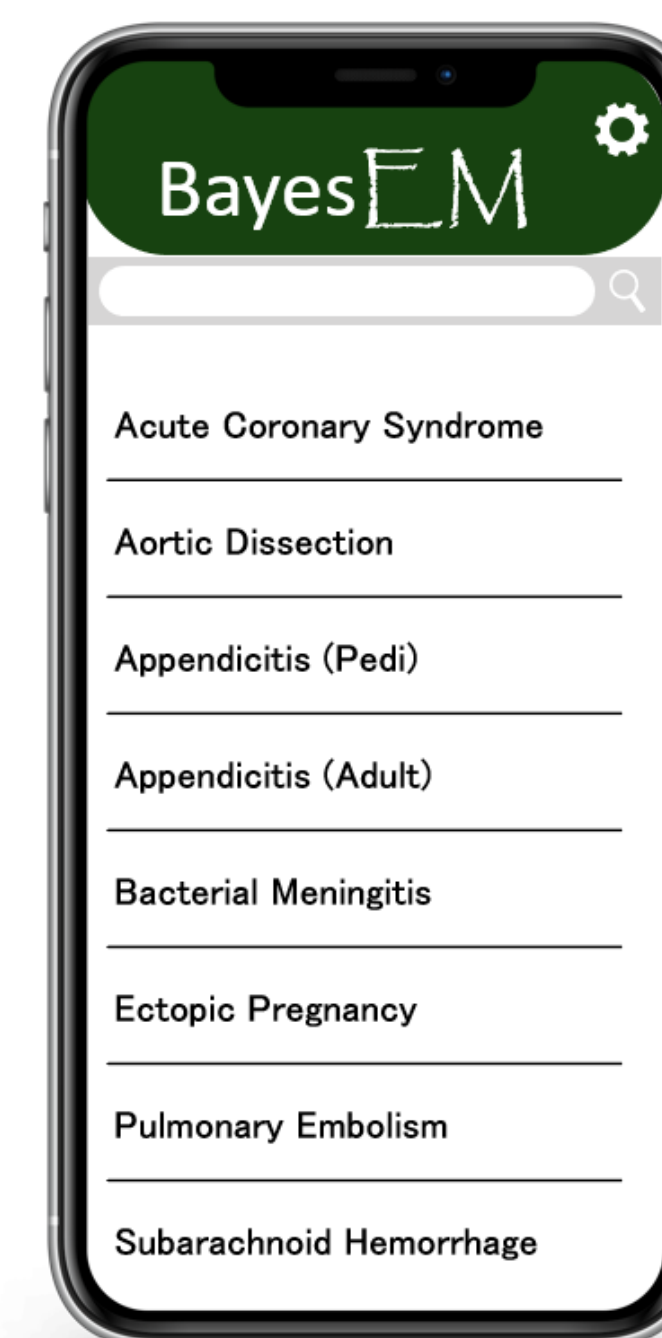 BayesEM
Acute Coronary Syndrome
Aortic Dissection
Appendicitis (Pedi)
Appendicitis (Adult)
Bacterial Meningitis
Ectopic Pregnancy
Pulmonary Embolism
Subarachnoid Hemorrhage